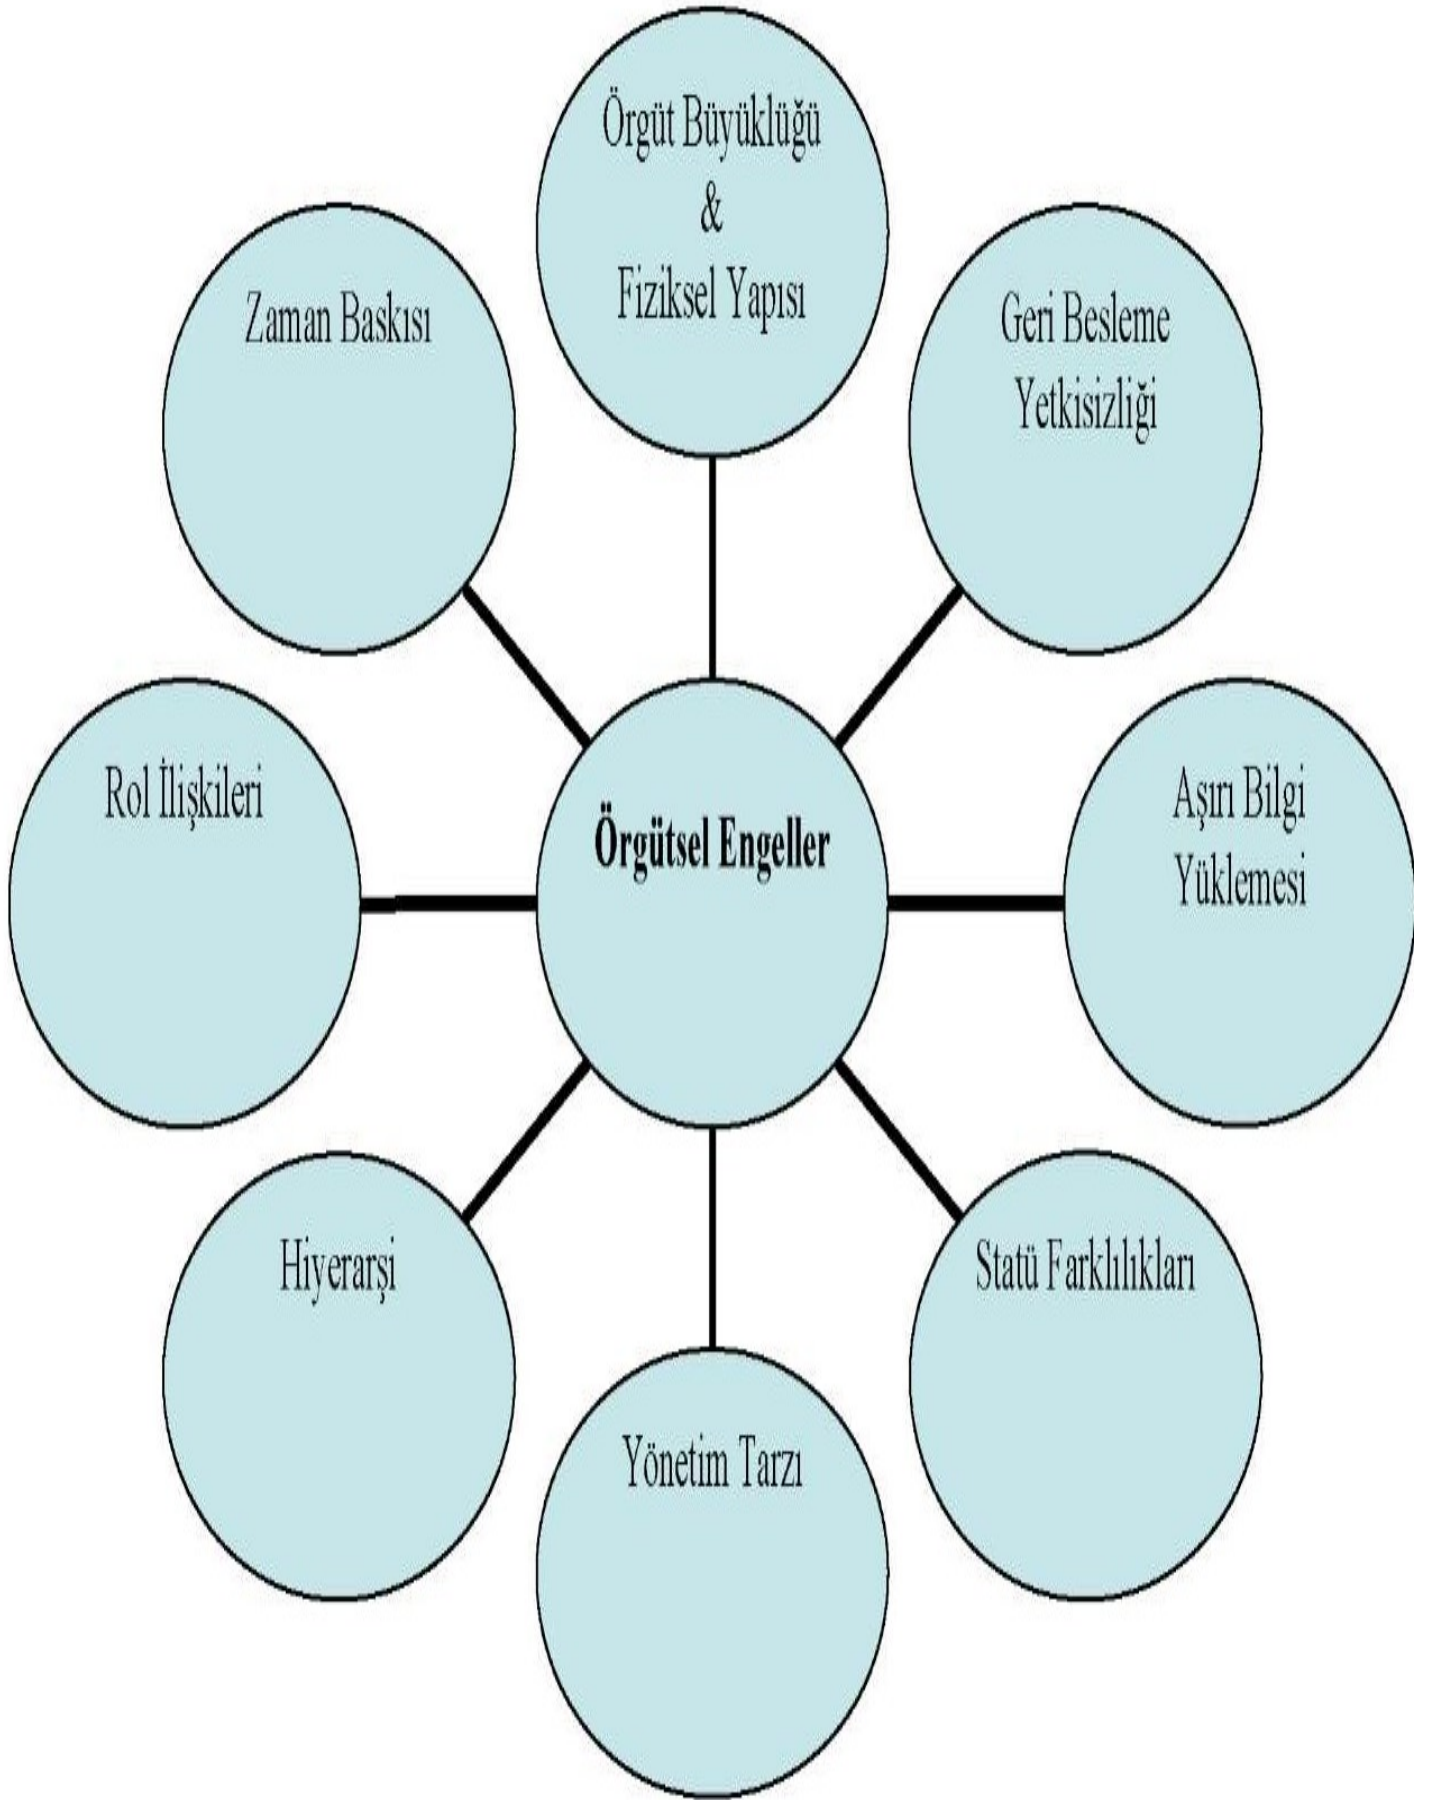 Örgüt Büyüklüğü
&
Fiziksel Yapısı
Zaman Baskısı
Geri Besleme
Yetkisizliği
Rol İlişkileri
Örgütsel Engeller
Aşırı Bilgi
Yüklemesi
Hiyerarşi
Statü Farklılıkları
Yönetim Tarzı